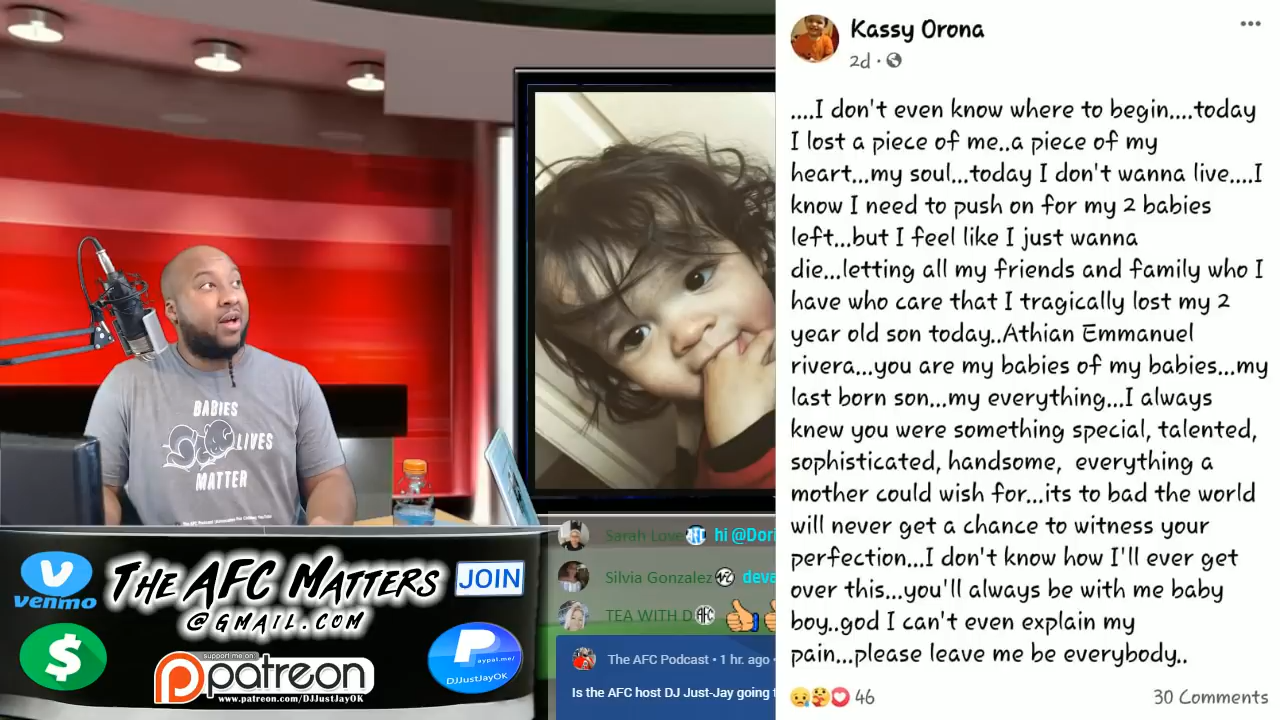 BABIES
LIVES
MATTER
venmo
THE AFC MATTERS
@GMAIL.COM
JOIN
$
support me on:
patreon
www.patreon.com/DJJustJayOK
P
aypal.me/
DJJustJayOK
Sarah Love hi @Dori
Silvia Gonzalez AFC deva
TEA WITH D AFC
The AFC Podcast • 1 hr. ago
Is the AFC host DJ Just-Jay going
Kassy Orona
2d
....I don't even know where to begin....today
I lost a piece of me..a piece of my
heart...my soul...today I don't wanna live....I
know I need to push on for my 2 babies
left...but I feel like I just wanna
die...letting all my friends and family who I
have who care that I tragically lost my 2
year old son today..Athian Emmanuel
rivera...you are my babies of my babies...my
last born son...my everything...I always
knew you were something special, talented,
sophisticated, handsome, everything a
mother could wish for...its to bad the world
will never get a chance to witness your
perfection...I don't know how I'll ever get
over this...you'll always be with me baby
boy..god I can't even explain my
pain...please leave me be everybody..
46
30 Comments